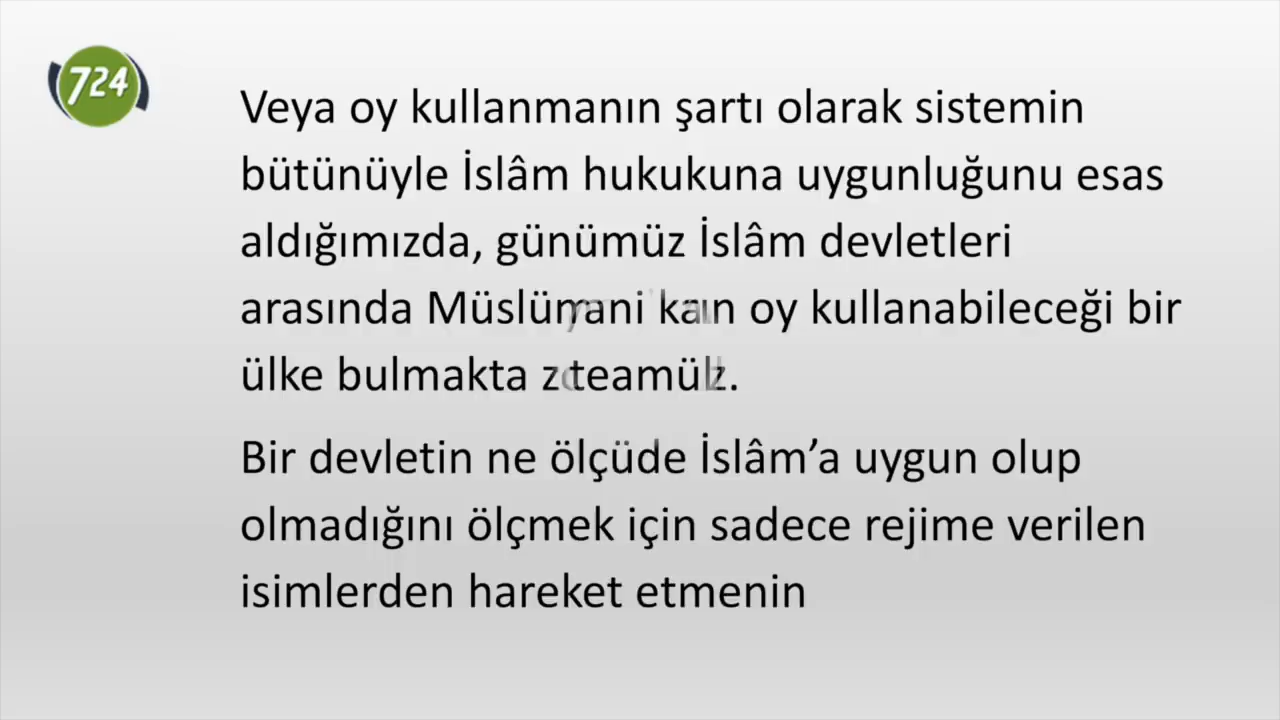 724
Veya oy kullanmanın şartı olarak sistemin
bütünüyle İslâm hukukuna uygunluğunu esas
aldığımızda, günümüz İslâm devletleri
arasında oy kullanabileceği bir
ülke bulmakta
Bir devletin ne ölçüde İslâm’a uygun olup
olmadığını ölçmek için sadece rejime verilen
isimlerden hareket etmenin